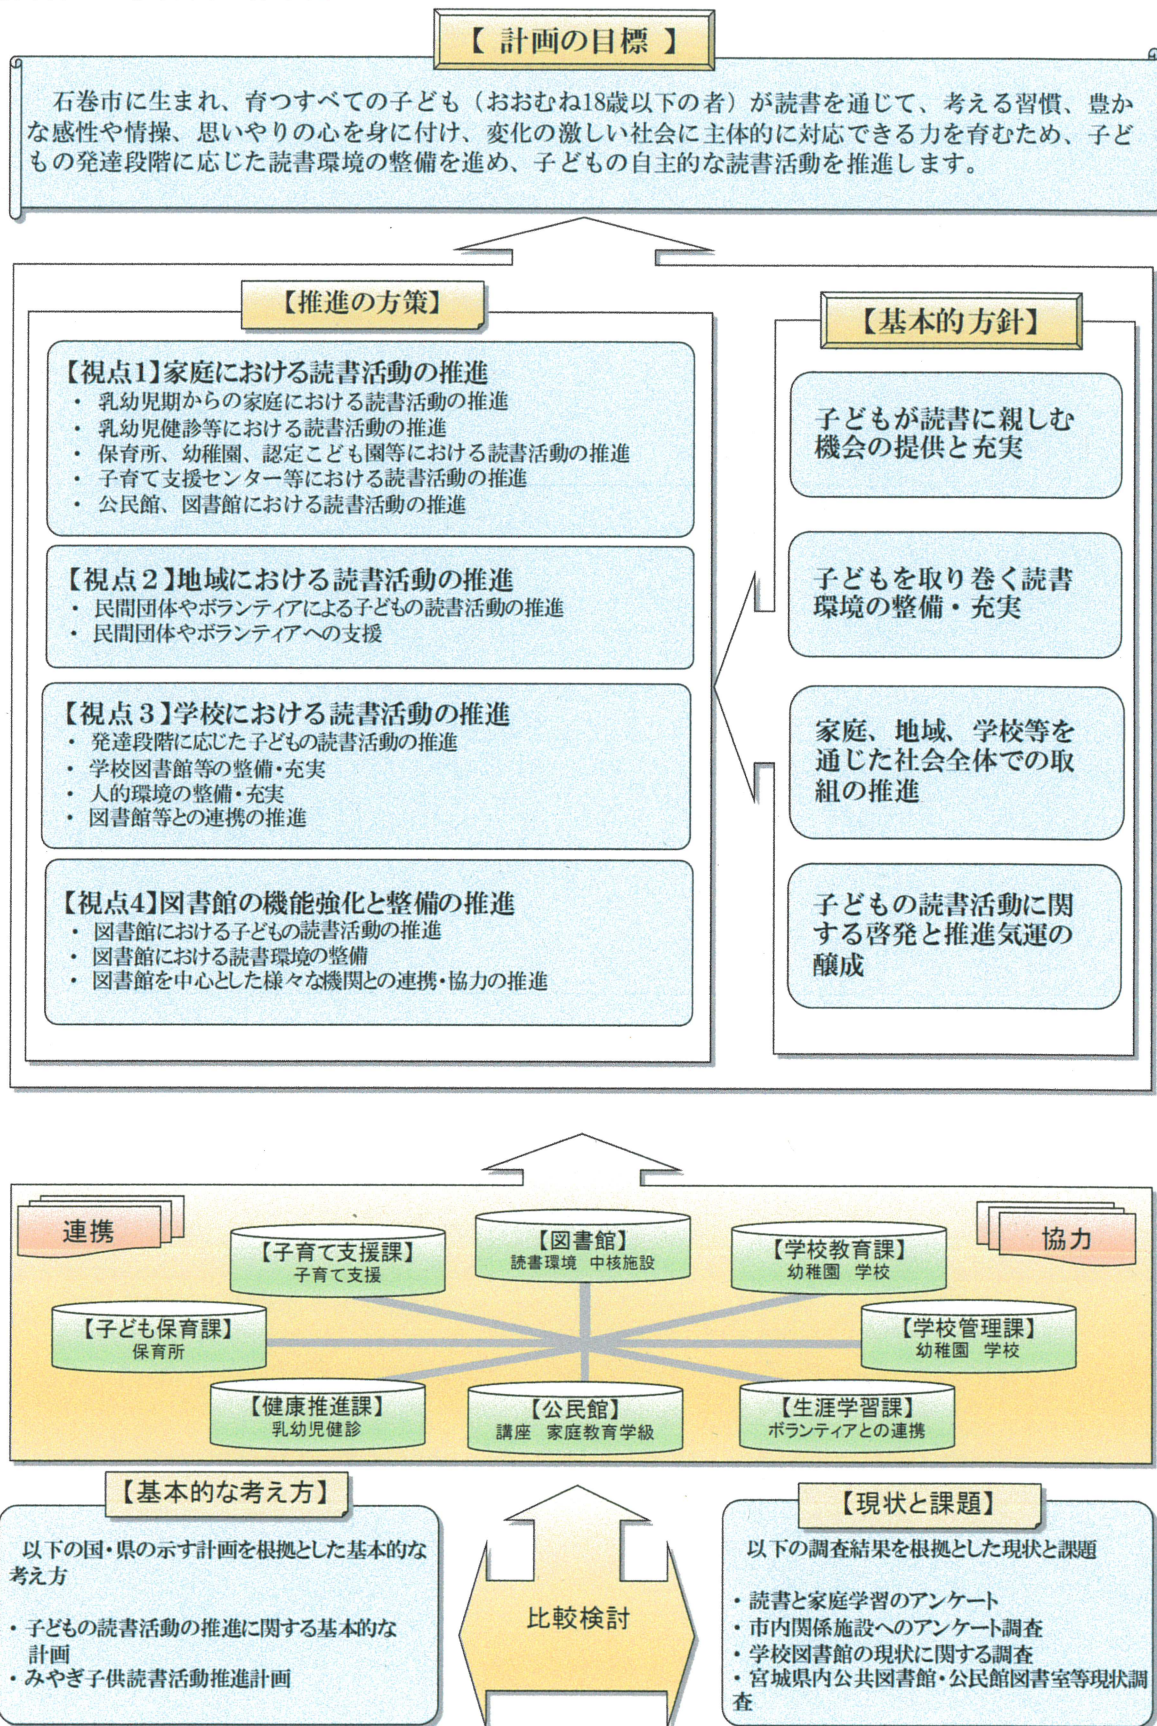 【 計画の目標 】
石巻市に生まれ、育つすべての子ども（おおむね18歳以下の者）が読書を通じて、考える習慣、豊か
な感性や情操、思いやりの心を身に付け、変化の激しい社会に主体的に対応できる力を育むため、子ど
もの発達段階に応じた読書環境の整備を進め、子どもの自主的な読書活動を推進します。
【推進の方策】
【視点1】家庭における読書活動の推進
・ 乳幼児期からの家庭における読書活動の推進
・ 乳幼児健診等における読書活動の推進
・ 保育所、幼稚園、認定こども園等における読書活動の推進
・ 子育て支援センター等における読書活動の推進
・ 公民館、図書館における読書活動の推進
【視点２】地域における読書活動の推進
・ 民間団体やボランティアによる子どもの読書活動の推進
・ 民間団体やボランティアへの支援
【視点３】学校における読書活動の推進
・ 発達段階に応じた子どもの読書活動の推進
・ 学校図書館等の整備・充実
・ 人的環境の整備・充実
・ 図書館等との連携の推進
【視点4】図書館の機能強化と整備の推進
・ 図書館における子どもの読書活動の推進
・ 図書館における読書環境の整備
・ 図書館を中心とした様々な機関との連携・協力の推進
【基本的方針】
子どもが読書に親しむ
機会の提供と充実
子どもを取り巻く読書
環境の整備・充実
家庭、地域、学校等を
通じた社会全体での取
組の推進
子どもの読書活動に関
する啓発と推進気運の
醸成
連携
協力
【子育て支援課】
子育て支援
【図書館】
読書環境 中核施設
【学校教育課】
幼稚園 学校
【子ども保育課】
保育所
【学校管理課】
幼稚園 学校
【健康推進課】
乳幼児健診
【公民館】
講座 家庭教育学級
【生涯学習課】
ボランティアとの連携
【基本的な考え方】
以下の国・県の示す計画を根拠とした基本的な
考え方
・ 子どもの読書活動の推進に関する基本的な
計画
・ みやぎ子供読書活動推進計画
比較検討
【現状と課題】
以下の調査結果を根拠とした現状と課題
・ 読書と家庭学習のアンケート
・ 市内関係施設へのアンケート調査
・ 学校図書館の現状に関する調査
・ 宮城県内公共図書館・公民館図書室等現状調
査